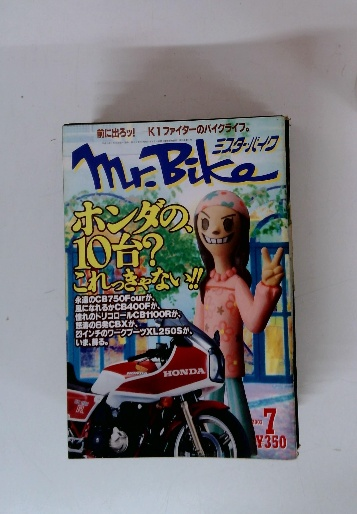 前に出ろッ! K1ファイターのバイクライフ。
ミスター・バイク
Mr. Bike
ホンダの、
10台?
これっきゃない!!
永遠のCB750Fourか、
風になれるかCB400Fか、
憧れのトリコロールCB1100Rか、
怒涛の6発CBXか、
23インチのワークブーツXL250Sか、
いま、蘇る。
HONDA
2003 7
¥350